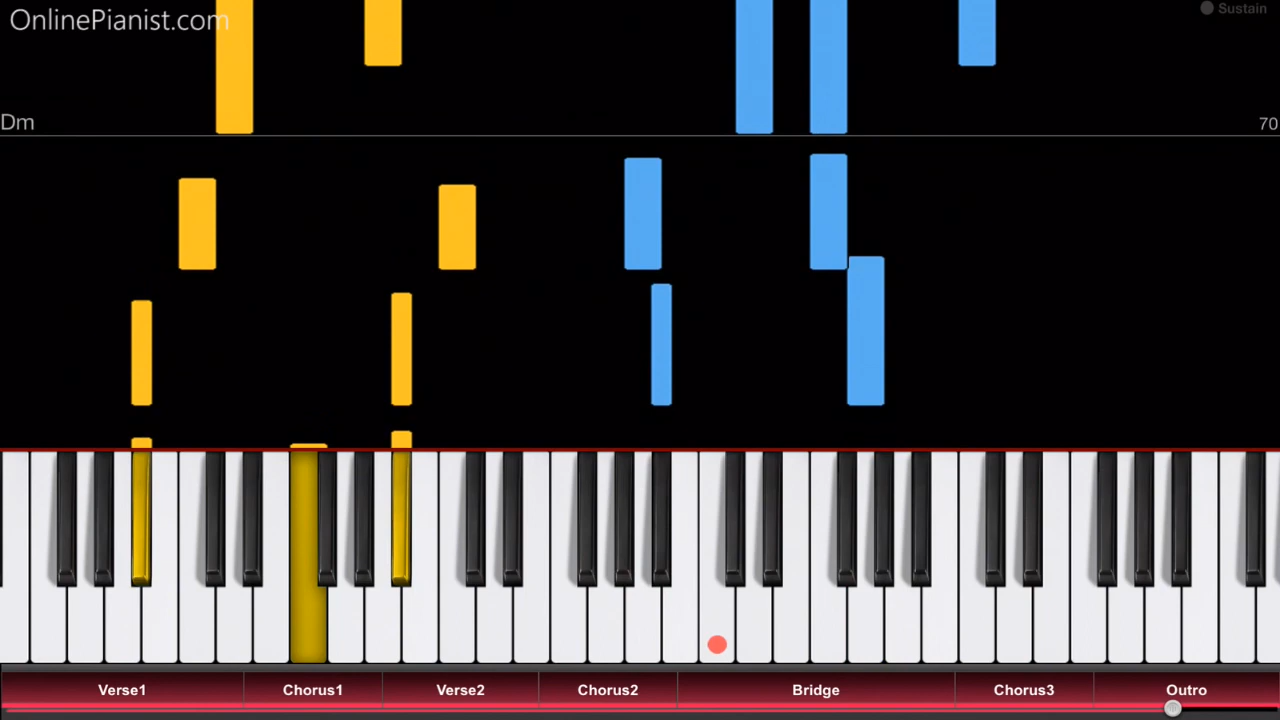 OnlinePianist.com
Sustain
Dm
70
Verse1 Chorus1 Verse2 Chorus2 Bridge Chorus3 Outro